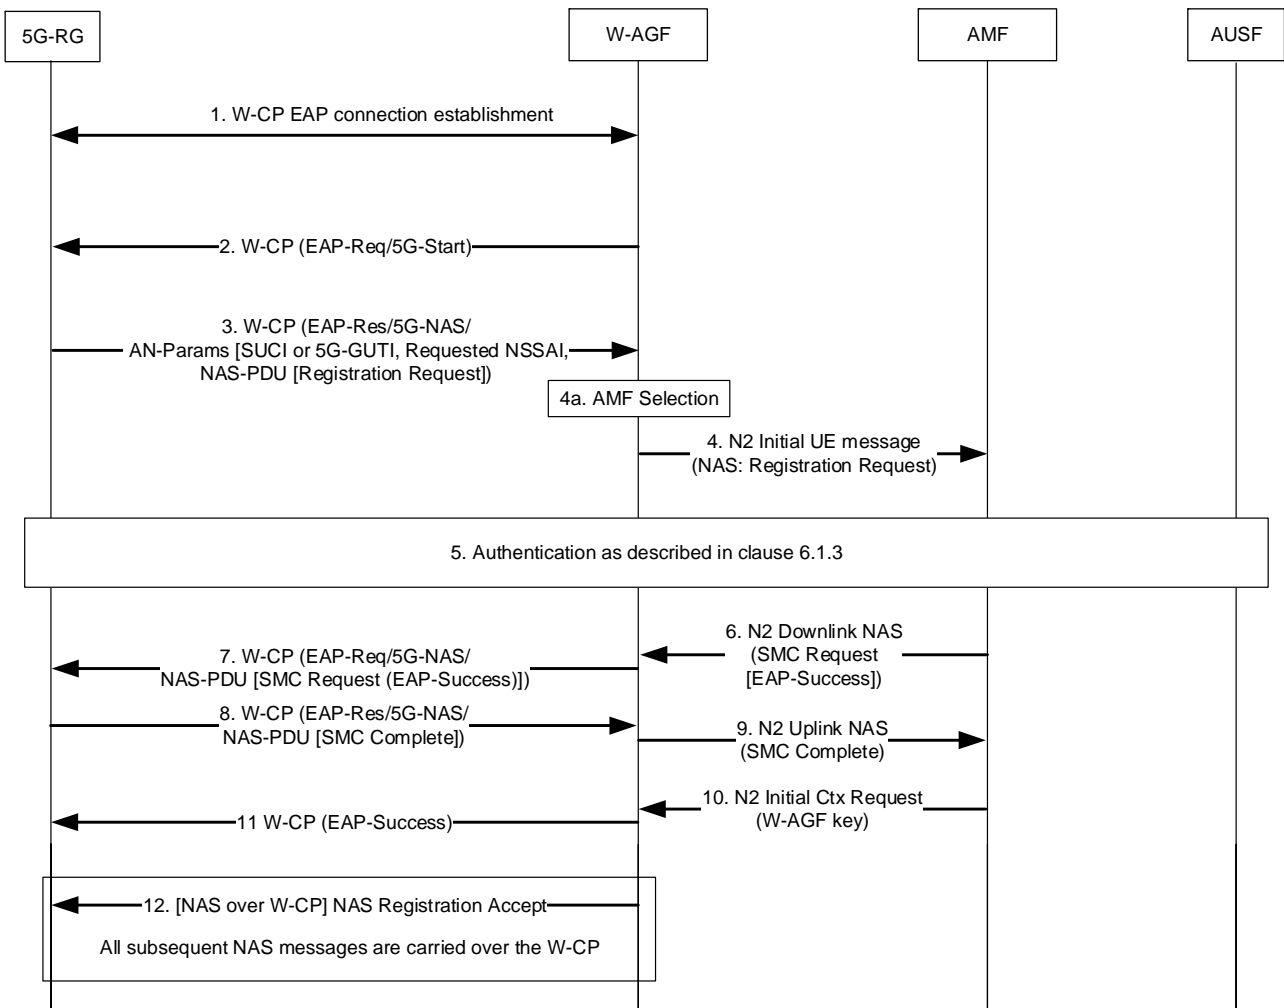 5G-RG
W-AGF
AMF
AUSF
1. W-CP EAP connection establishment
2. W-CP (EAP-Req/5G-Start)
3. W-CP (EAP-Res/5G-NAS/
AN-Params [SUCI or 5G-GUTI, Requested NSSAI,
NAS-PDU [Registration Request])
4a. AMF Selection
4. N2 Initial UE message
(NAS: Registration Request)
5. Authentication as described in clause 6.1.3
6. N2 Downlink NAS
(SMC Request
[EAP-Success])
7. W-CP (EAP-Req/5G-NAS/
NAS-PDU [SMC Request (EAP-Success)])
8. W-CP (EAP-Res/5G-NAS/
NAS-PDU [SMC Complete])
9. N2 Uplink NAS
(SMC Complete)
10. N2 Initial Ctx Request
(W-AGF key)
11 W-CP (EAP-Success)
12. [NAS over W-CP] NAS Registration Accept
All subsequent NAS messages are carried over the W-CP